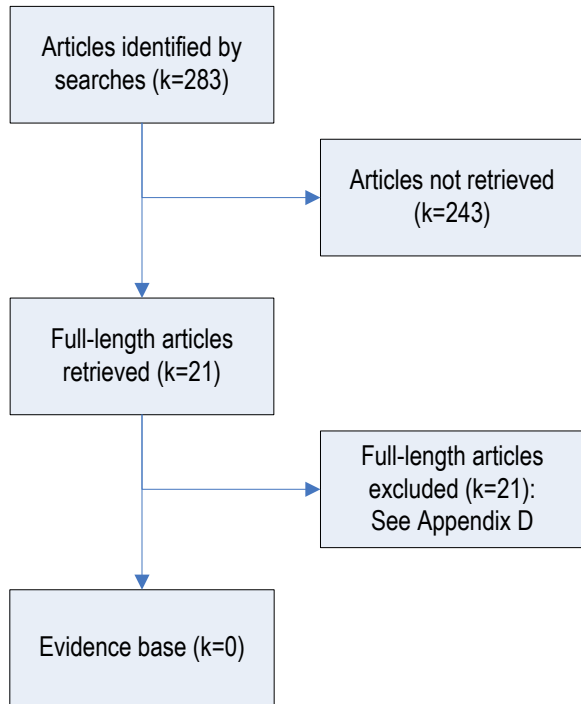 Articles identified by
searches (k=283)
Articles not retrieved
(k=243)
Full-length articles
retrieved (k=21)
Full-length articles
excluded (k=21):
See Appendix D
Evidence base (k=0)